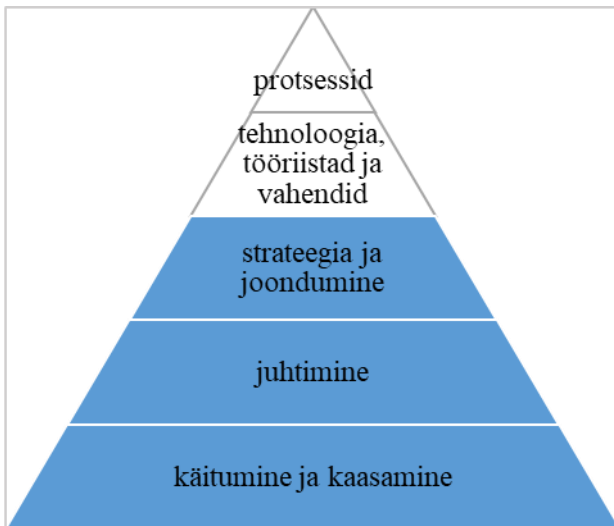 protsessid
tehnoloogia,
tööriistad ja
vahendid
strateegia ja
joondumine
juhtimine
käitumine ja kaasamine